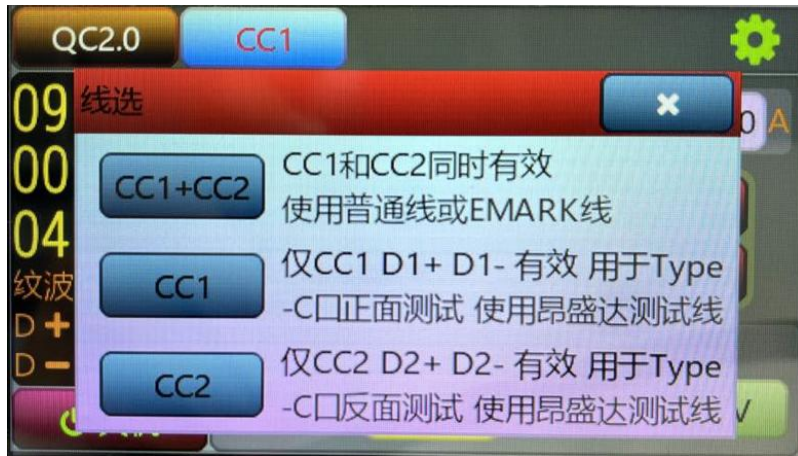 QC2.0
CC1
线选
09
00
04
0 A
纹波
D+
D-
CC1+CC2
CC1和CC2同时有效
使用普通线或EMARK线
CC1
仅CC1 D1+ D1- 有效 用于Type
-C口正面测试 使用昂盛达测试线
CC2
仅CC2 D2+ D2- 有效 用于Type
-C口反面测试 使用昂盛达测试线
V